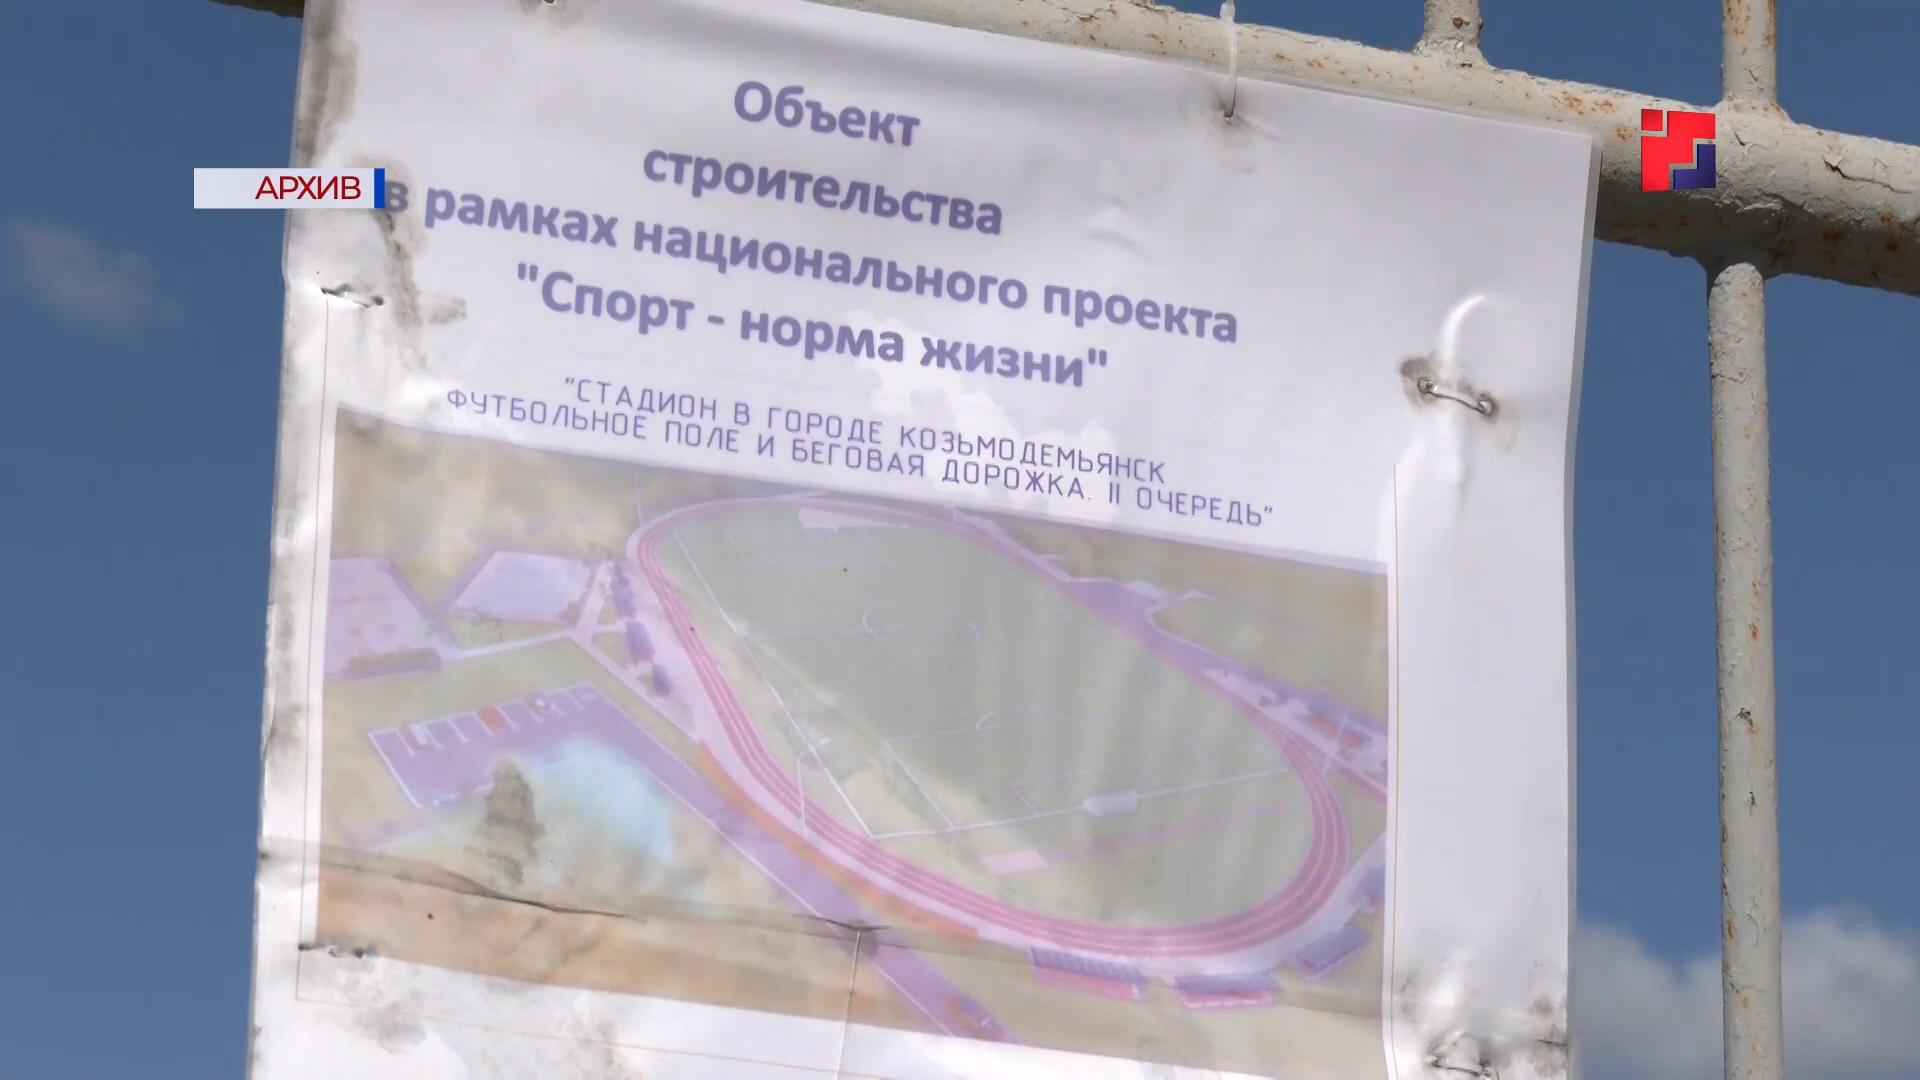 Объект
строительства
АРХИВ
в рамках национального проекта
"Спорт - норма жизни"
"СТАДИОН В ГОРОДЕ КОЗЬМОДЕМЬЯНСК
ФУТБОЛЬНОЕ ПОЛЕ И БЕГОВАЯ ДОРОЖКА. II ОЧЕРЕДЬ"